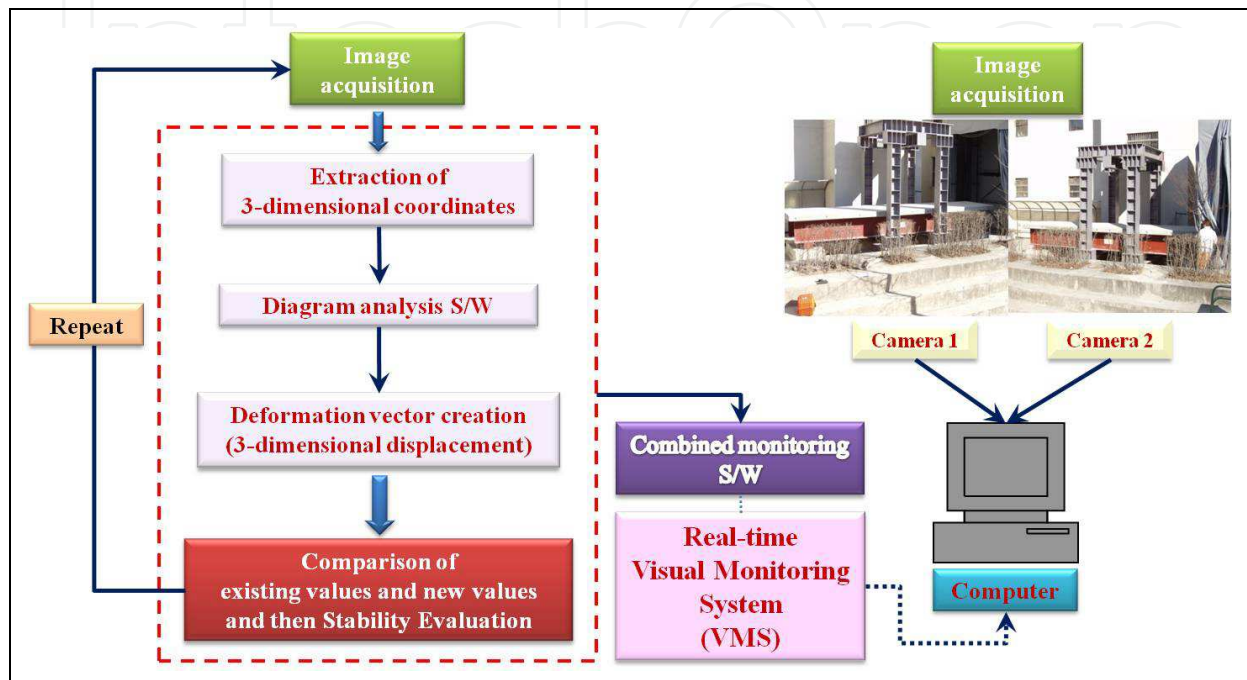 Image
acquisition
Extraction of
3-dimensional coordinates
Diagram analysis S/W
Repeat
Deformation vector creation
(3-dimensional displacement)
Comparison of
existing values and new values
and then Stability Evaluation
Combined monitoring
S/W
Real-time
Visual Monitoring
System
(VMS)
Image
acquisition
Camera 1
Camera 2
Computer